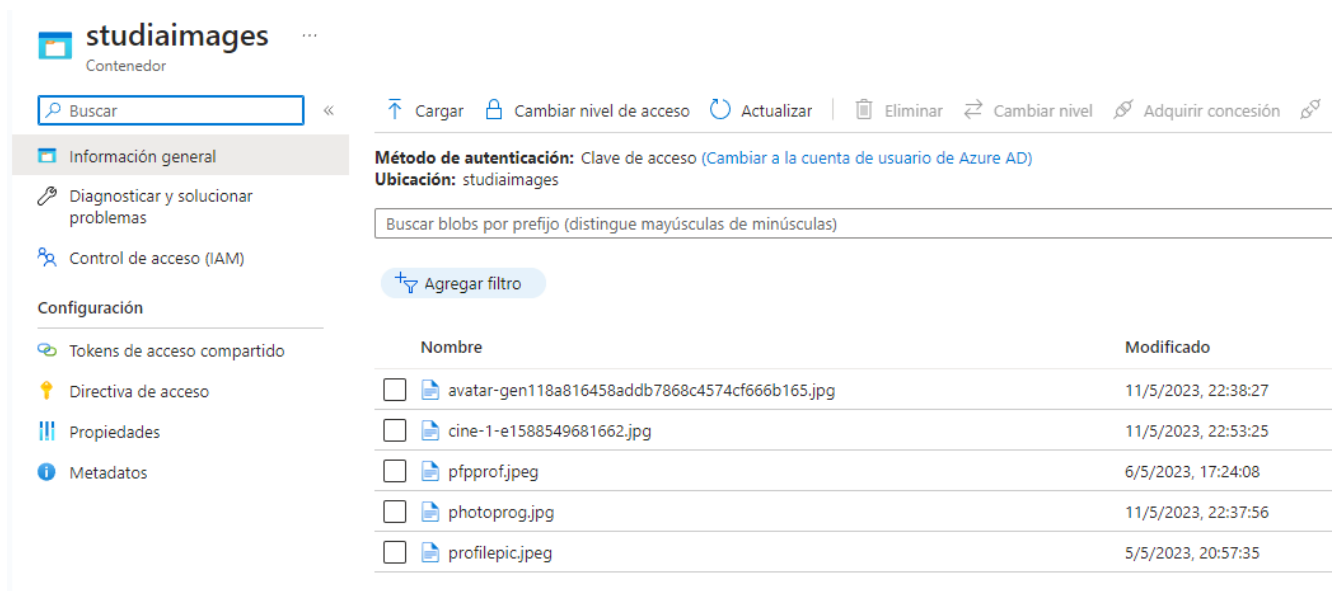 studiaimages ...
Contenedor
Buscar
«
Cargar Cambiar nivel de acceso Actualizar Eliminar Cambiar nivel Adquirir concesión
Información general
Diagnosticar y solucionar
problemas
Control de acceso (IAM)
Configuración
Tokens de acceso compartido
Directiva de acceso
Propiedades
Metadatos
Método de autenticación: Clave de acceso (Cambiar a la cuenta de usuario de Azure AD)
Ubicación: studiaimages
Buscar blobs por prefijo (distingue mayúsculas de minúsculas)
Agregar filtro
Nombre Modificado
avatar-gen118a816458addb7868c4574cf666b165.jpg 11/5/2023, 22:38:27
cine-1-e1588549681662.jpg 11/5/2023, 22:53:25
pfpprof.jpeg 6/5/2023, 17:24:08
photoprog.jpg 11/5/2023, 22:37:56
profilepic.jpeg 5/5/2023, 20:57:35